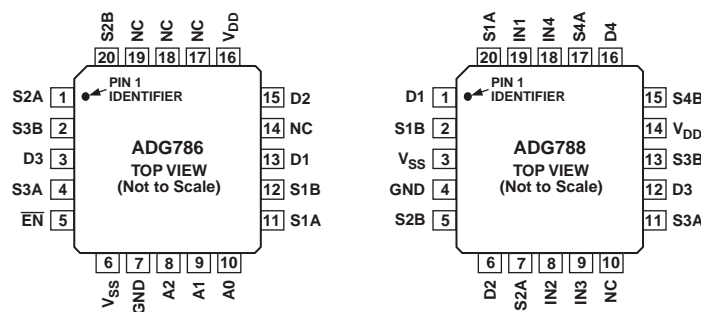 S2B NC NC NC VDD
20 19 18 17 16
PIN 1
IDENTIFIER
S2A 1
S3B 2
D3 3
S3A 4
EN 5
ADG786
TOP VIEW
(Not to Scale)
15 D2
14 NC
13 D1
12 S1B
11 S1A
6 7 8 9 10
VSS GND A2 A1 A0
S1A IN1 IN4 S4A D4
20 19 18 17 16
PIN 1
IDENTIFIER
D1 1
S1B 2
VSS 3
GND 4
S2B 5
ADG788
TOP VIEW
(Not to Scale)
15 S4B
14 VDD
13 S3B
12 D3
11 S3A
6 7 8 9 10
D2 S2A IN2 IN3 NC